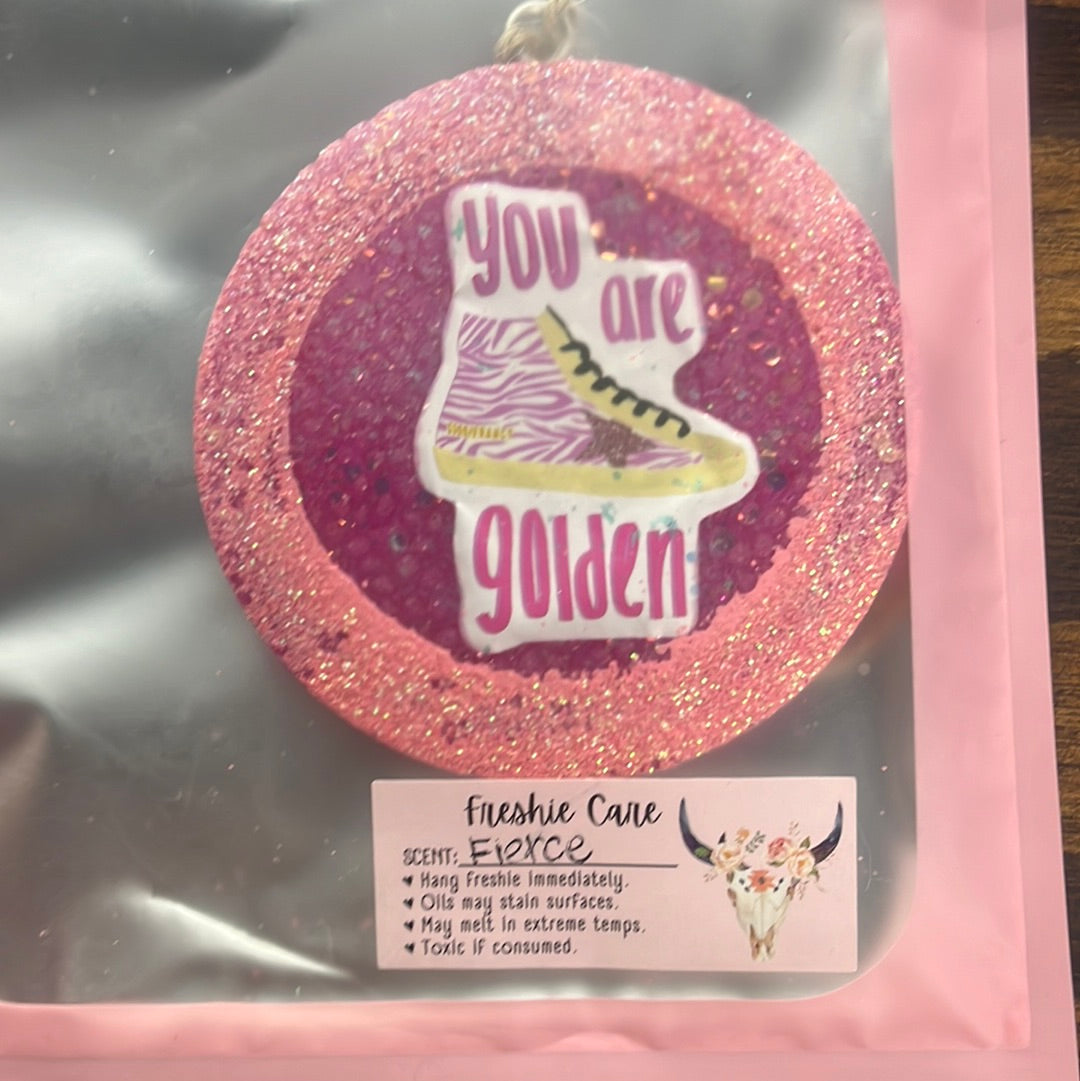 you
are
golden
Freshie Care
SCENT: Fierce
♥ Hang Freshie immediately.
♥ Oils may stain surfaces.
♥ May melt in extreme temps.
♥ Toxic if consumed.